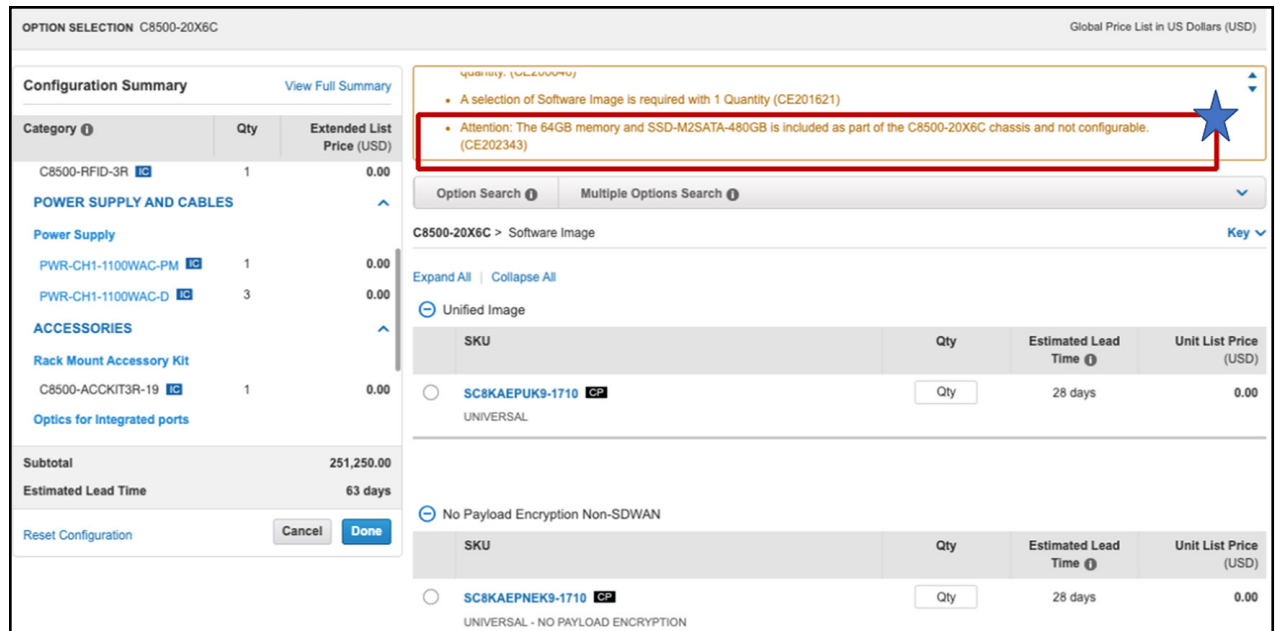 OPTION SELECTION C8500-20X6C
Global Price List in US Dollars (USD)
Configuration Summary
View Full Summary
Category
Qty
Extended List
Price (USD)
C8500-RFID-3R IC 1 0.00
POWER SUPPLY AND CABLES
Power Supply
PWR-CH1-1100WAC-PM IC 1 0.00
PWR-CH1-1100WAC-D IC 3 0.00
ACCESSORIES
Rack Mount Accessory Kit
C8500-ACCKIT3R-19 IC 1 0.00
Optics for Integrated ports
Subtotal 251,250.00
Estimated Lead Time 63 days
Reset Configuration
Cancel
Done
quantity.
• A selection of Software Image is required with 1 Quantity (CE201621)
• Attention: The 64GB memory and SSD-M2SATA-480GB is included as part of the C8500-20X6C chassis and not configurable.
(CE202343)
Option Search
Multiple Options Search
C8500-20X6C > Software Image
Key
Expand All | Collapse All
Unified Image
SKU
Qty
Estimated Lead
Time
Unit List Price
(USD)
SC8KAEPUK9-1710 CP
Qty
28 days
0.00
UNIVERSAL
No Payload Encryption Non-SDWAN
SKU
Qty
Estimated Lead
Time
Unit List Price
(USD)
SC8KAEPNEK9-1710 CP
Qty
28 days
0.00
UNIVERSAL - NO PAYLOAD ENCRYPTION